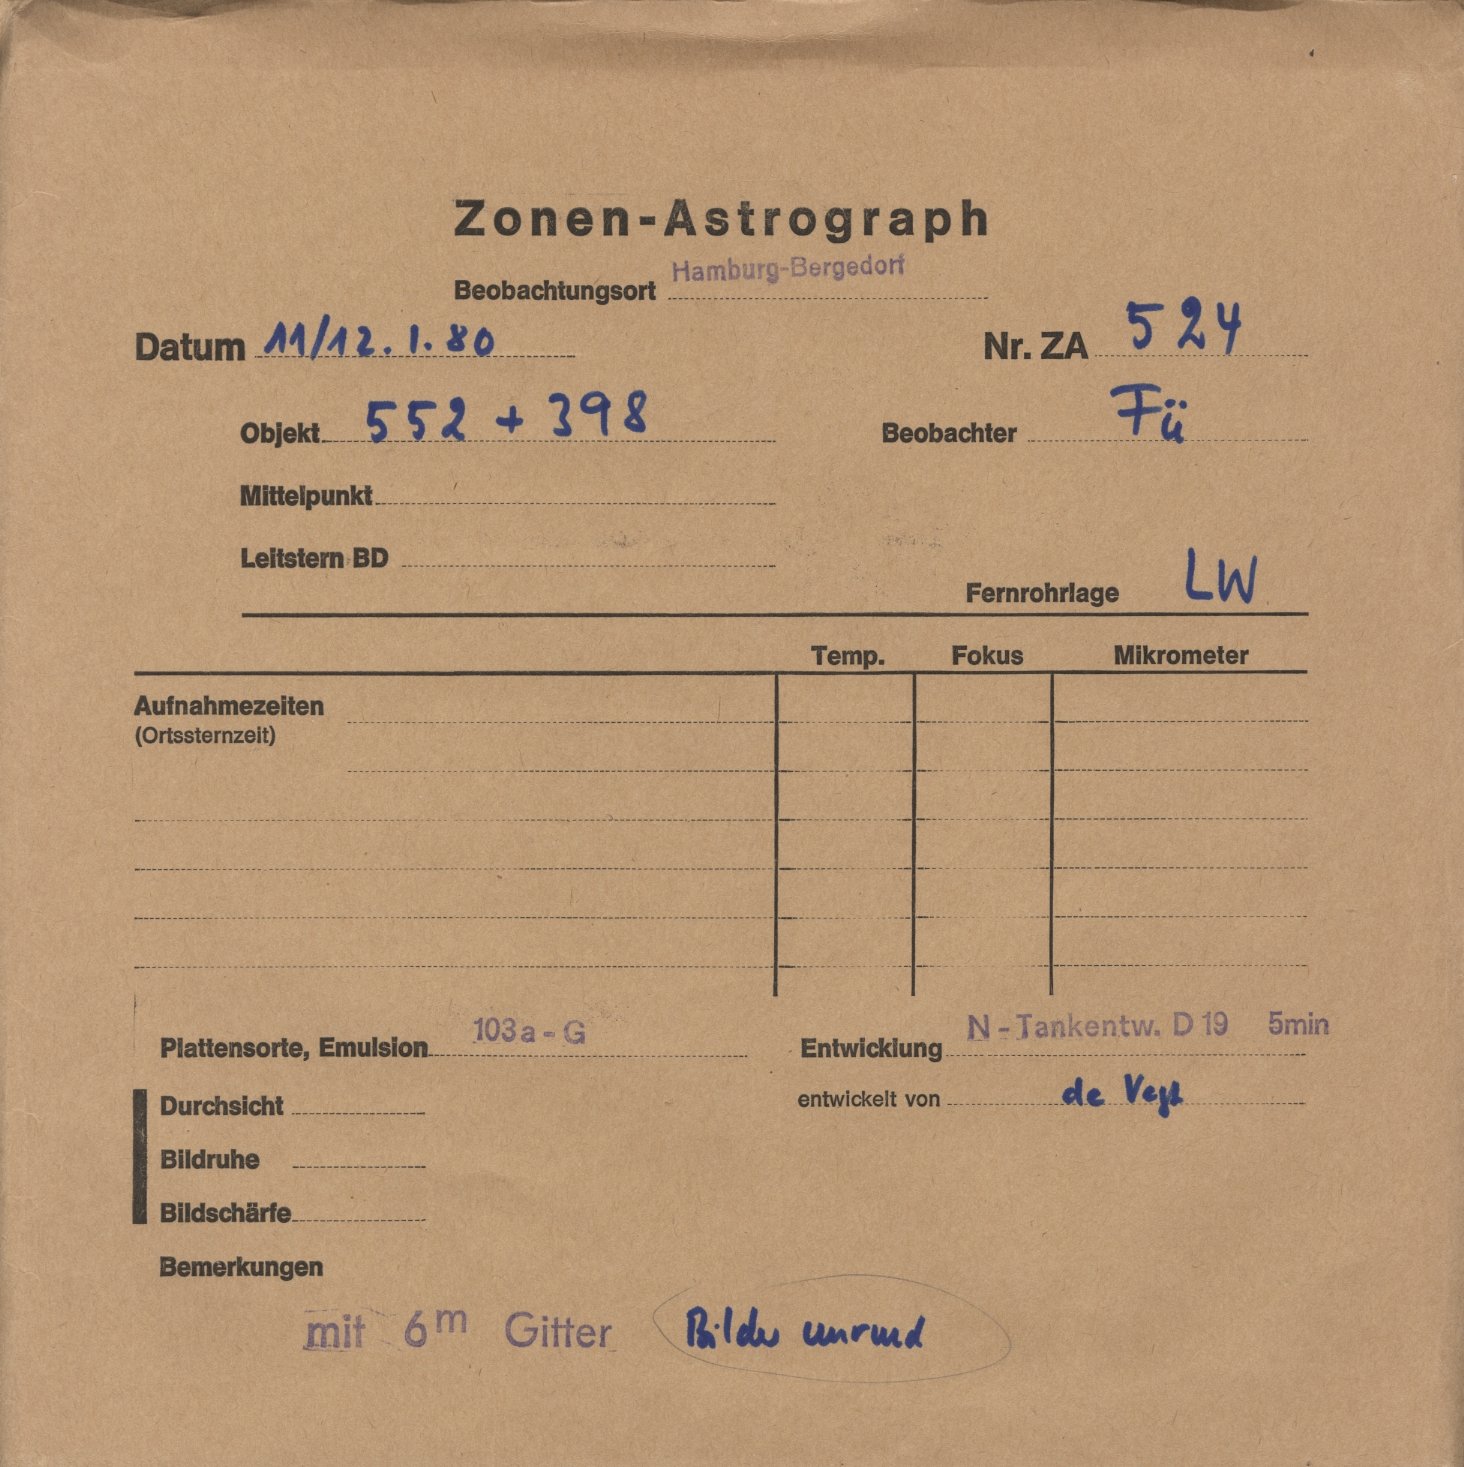 Zonen-Astrograph
Beobachtungsort Hamburg-Bergedorf
Datum 11/12.1.80 Nr. ZA 524
Objekt 552 + 398 Beobachter Fü
Mittelpunkt
Leitstern BD
Fernrohrlage LW
Temp. Fokus Mikrometer
Aufnahmezeiten
(Ortssternzeit)
Plattensorte, Emulsion 103a-G Entwicklung N-Tankentw. D19 5min
Durchsicht entwickelt von de Vegt
Bildruhe
Bildschärfe
Bemerkungen
mit 6m Gitter Bilder unrund